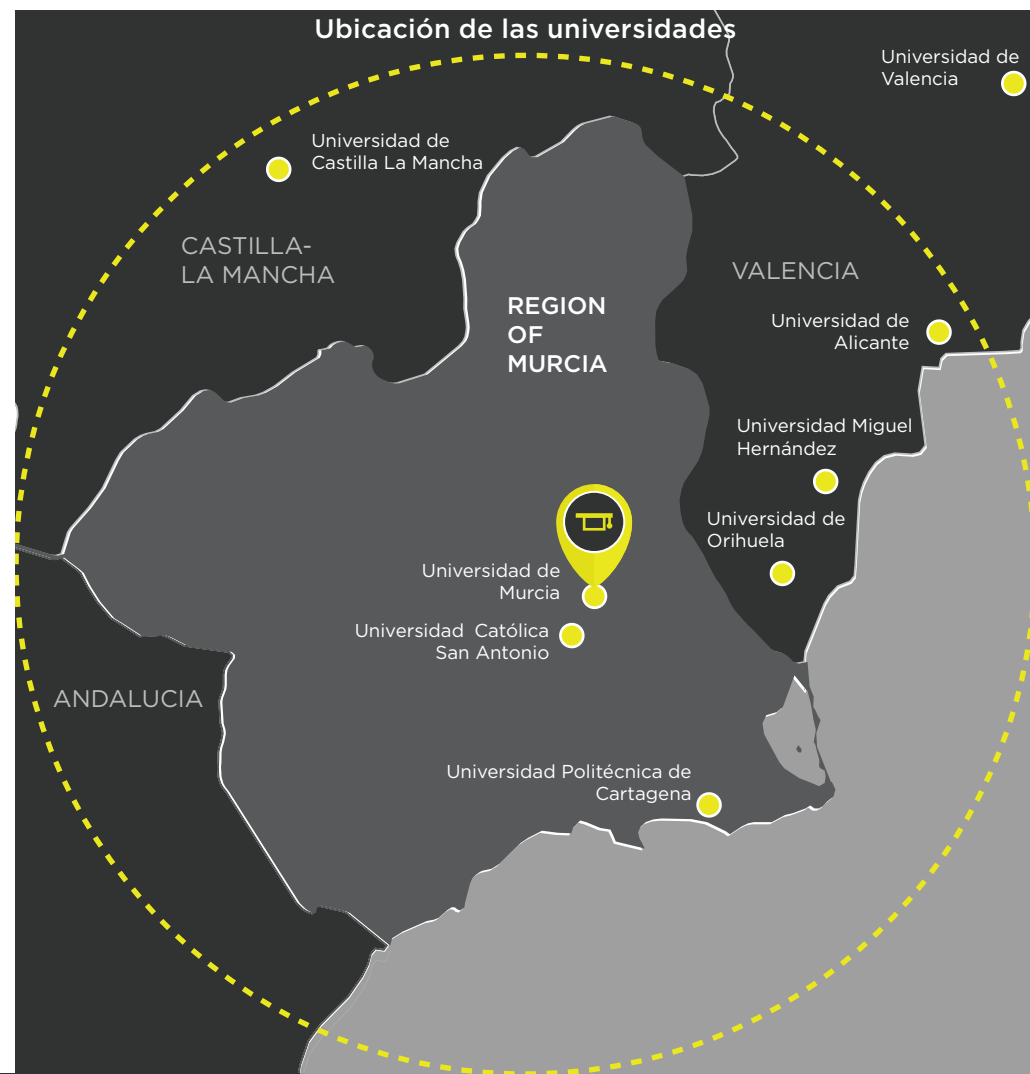 Ubicación de las universidades
Universidad de
Valencia
Universidad de
Castilla La Mancha
CASTILLA-
LA MANCHA
VALENCIA
REGION
OF
MURCIA
Universidad de
Alicante
Universidad Miguel
Hernández
Universidad de
Orihuela
Universidad de
Murcia
Universidad Católica
San Antonio
ANDALUCIA
Universidad Politécnica de
Cartagena